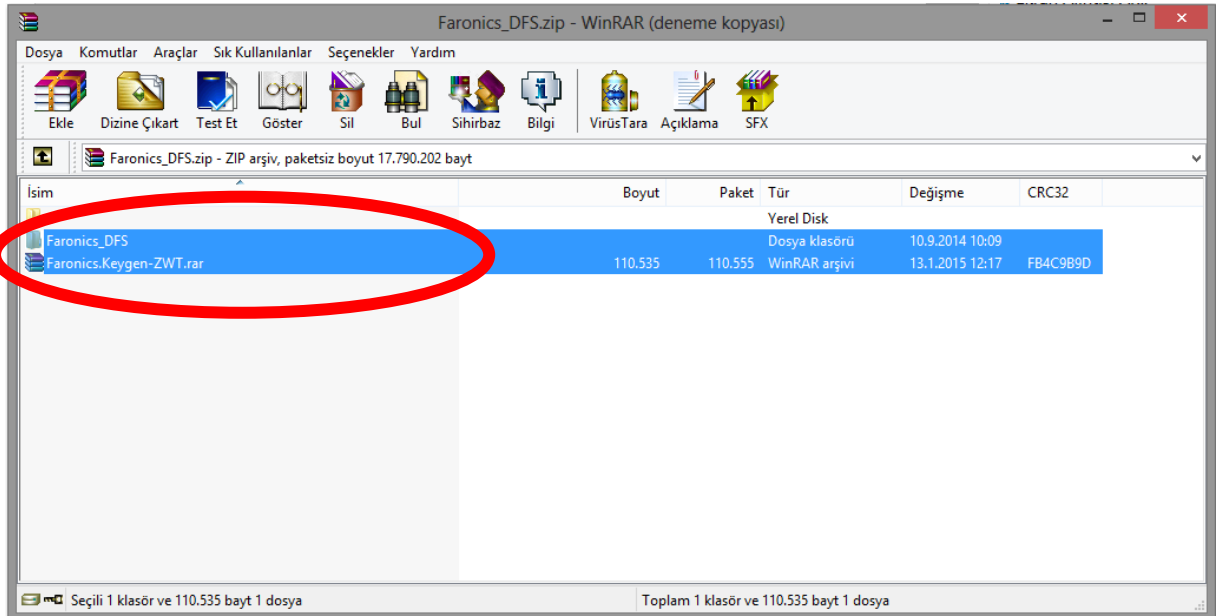 Faronics_DFS.zip - WinRAR (deneme kopyası)
Dosya Komutlar Araçlar Sık Kullanılanlar Seçenekler Yardım
Ekle Dizine Çıkart Test Et Göster Sil Bul Sihirbaz Bilgi VirüsTara Açıklama SFX
Faronics_DFS.zip - ZIP arşiv, paketsiz boyut 17.790.202 bayt
İsim Boyut Paket Tür Değişme CRC32
Yerel Disk
Faronics_DFS Dosya klasörü 10.9.2014 10:09
Faronics.Keygen-ZWT.rar 110.535 110.555 WinRAR arşivi 13.1.2015 12:17 FB4C9B9D
Seçili 1 klasör ve 110.535 bayt 1 dosya Toplam 1 klasör ve 110.535 bayt 1 dosya